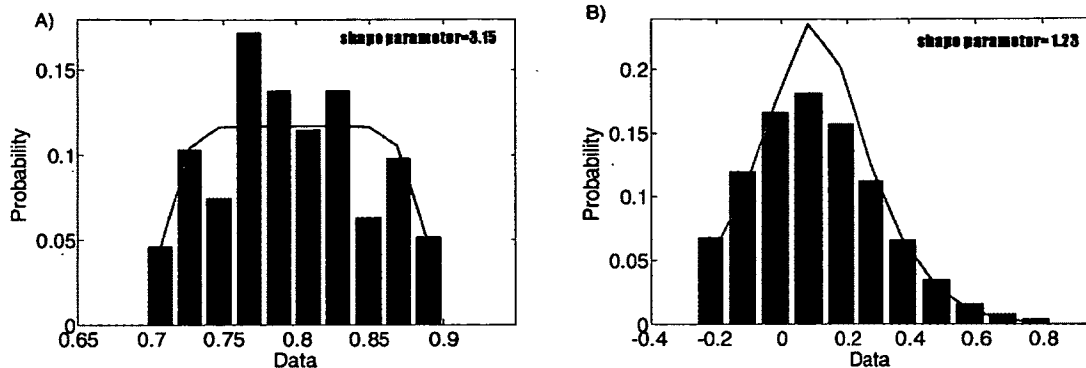 A)
shape parameter=3.15
Probability
0.15
0.1
0.05
0
0.65
0.7
0.75
0.8
0.85
0.9
Data
B)
shape parameter=1.23
Probability
0.2
0.15
0.1
0.05
0
-0.4
-0.2
0
0.2
0.4
0.6
0.8
Data